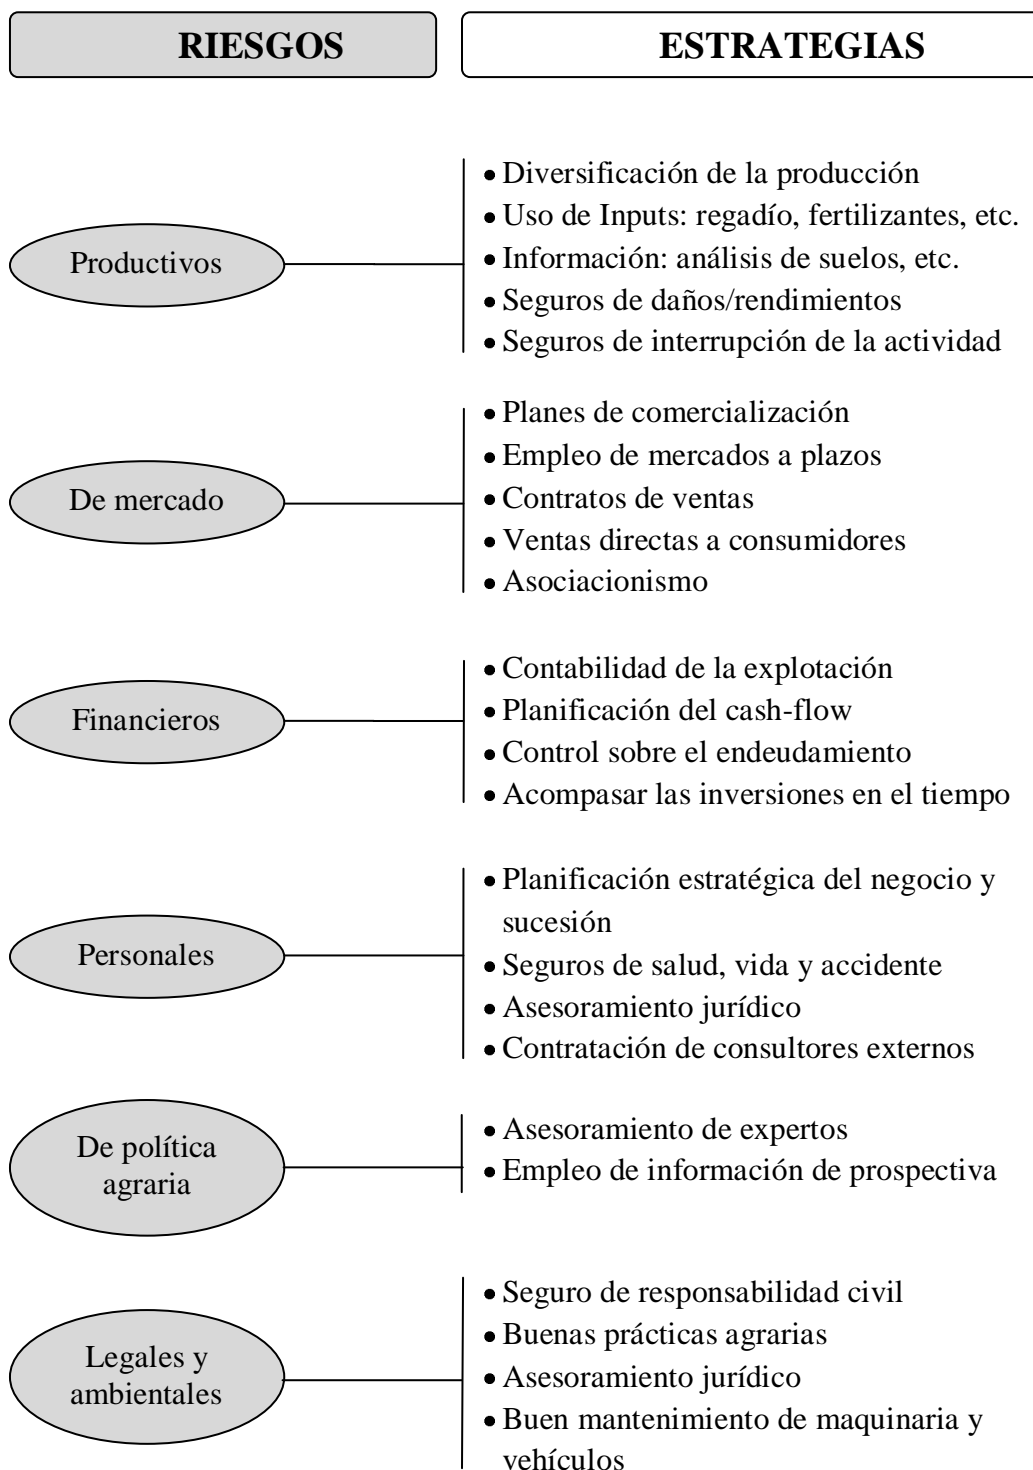 RIESGOS
ESTRATEGIAS
Productivos
• Diversificación de la producción
• Uso de Inputs: regadío, fertilizantes, etc.
• Información: análisis de suelos, etc.
• Seguros de daños/rendimientos
• Seguros de interrupción de la actividad
De mercado
• Planes de comercialización
• Empleo de mercados a plazos
• Contratos de ventas
• Ventas directas a consumidores
• Asociacionismo
Financieros
• Contabilidad de la explotación
• Planificación del cash-flow
• Control sobre el endeudamiento
• Acompasar las inversiones en el tiempo
Personales
• Planificación estratégica del negocio y
sucesión
• Seguros de salud, vida y accidente
• Asesoramiento jurídico
• Contratación de consultores externos
De política
agraria
• Asesoramiento de expertos
• Empleo de información de prospectiva
Legales y
ambientales
• Seguro de responsabilidad civil
• Buenas prácticas agrarias
• Asesoramiento jurídico
• Buen mantenimiento de maquinaria y
vehículos